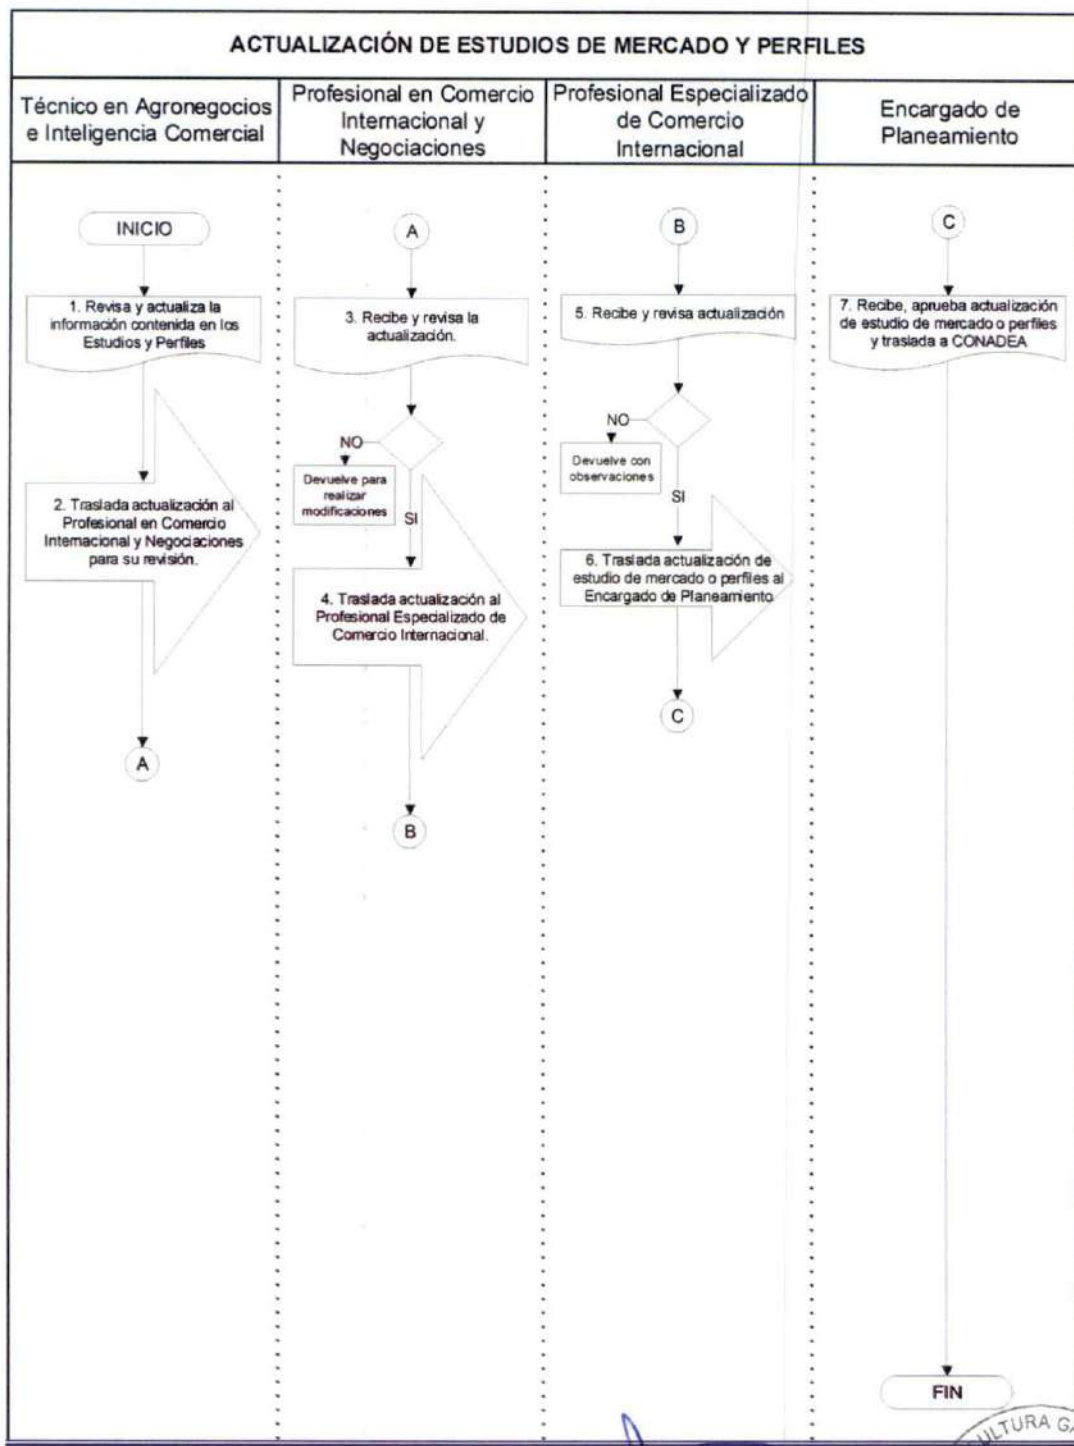 ACTUALIZACIÓN DE ESTUDIOS DE MERCADO Y PERFILES
Técnico en Agronegocios
e Inteligencia Comercial
Profesional en Comercio
Internacional y
Negociaciones
Profesional Especializado
de Comercio
Internacional
Encargado de
Planeamiento
INICIO
1. Revisa y actualiza la
información contenida en los
Estudios y Perfiles
2. Traslada actualización al
Profesional en Comercio
Internacional y Negociaciones
para su revisión.
A
A
3. Recibe y revisa la
actualización.
NO
Devuelve para
realizar
modificaciones
SI
4. Traslada actualización al
Profesional Especializado de
Comercio Internacional.
B
B
5. Recibe y revisa actualización
NO
Devuelve con
observaciones
SI
6. Traslada actualización de
estudio de mercado o perfiles al
Encargado de Planeamiento
C
C
7. Recibe, aprueba actualización
de estudio de mercado o perfiles
y traslada a CONADEA
FIN